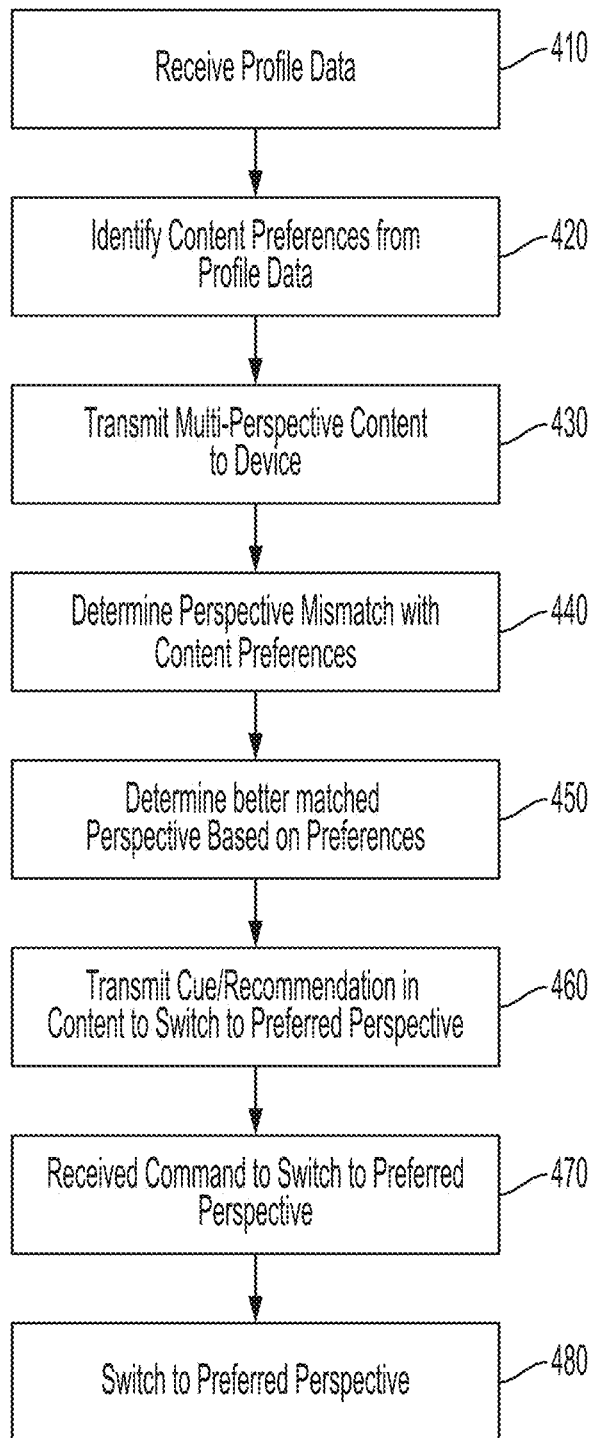 Receive Profile Data
410
Identify Content Preferences from
Profile Data
420
Transmit Multi-Perspective Content
to Device
430
Determine Perspective Mismatch with
Content Preferences
440
Determine better matched
Perspective Based on Preferences
450
Transmit Cue/Recommendation in
Content to Switch to Preferred Perspective
460
Received Command to Switch to Preferred
Perspective
470
Switch to Preferred Perspective
480